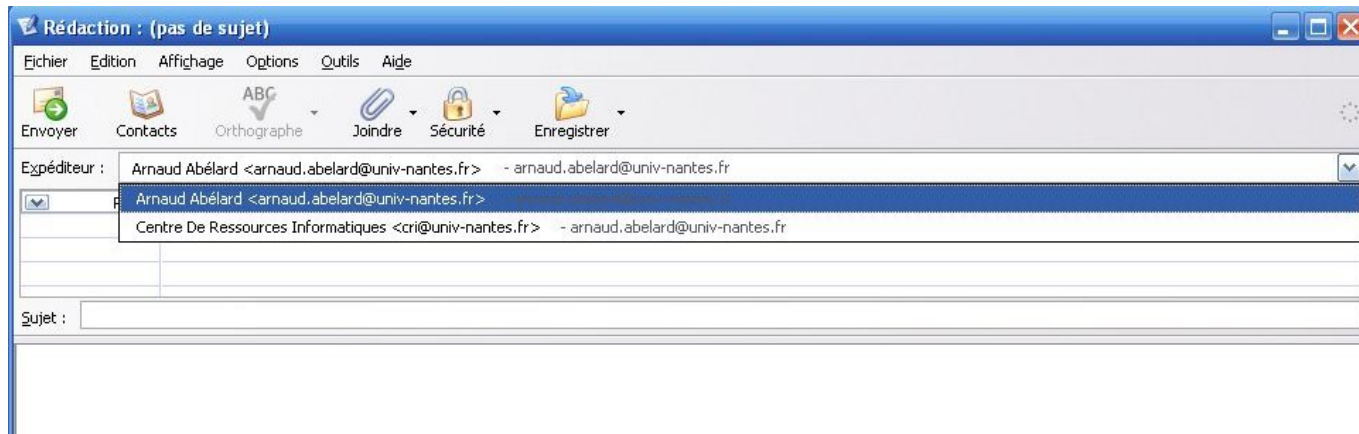 Rédaction : (pas de sujet)
Fichier Edition Affichage Options Outils Aide
ABC
Envoyer Contacts Orthographe Joindre Sécurité Enregistrer
Expéditeur : Arnaud Abélard <arnaud.abelard@univ-nantes.fr> - arnaud.abelard@univ-nantes.fr
Arnaud Abélard <arnaud.abelard@univ-nantes.fr>
Centre De Ressources Informatiques <cri@univ-nantes.fr> - arnaud.abelard@univ-nantes.fr
Sujet :